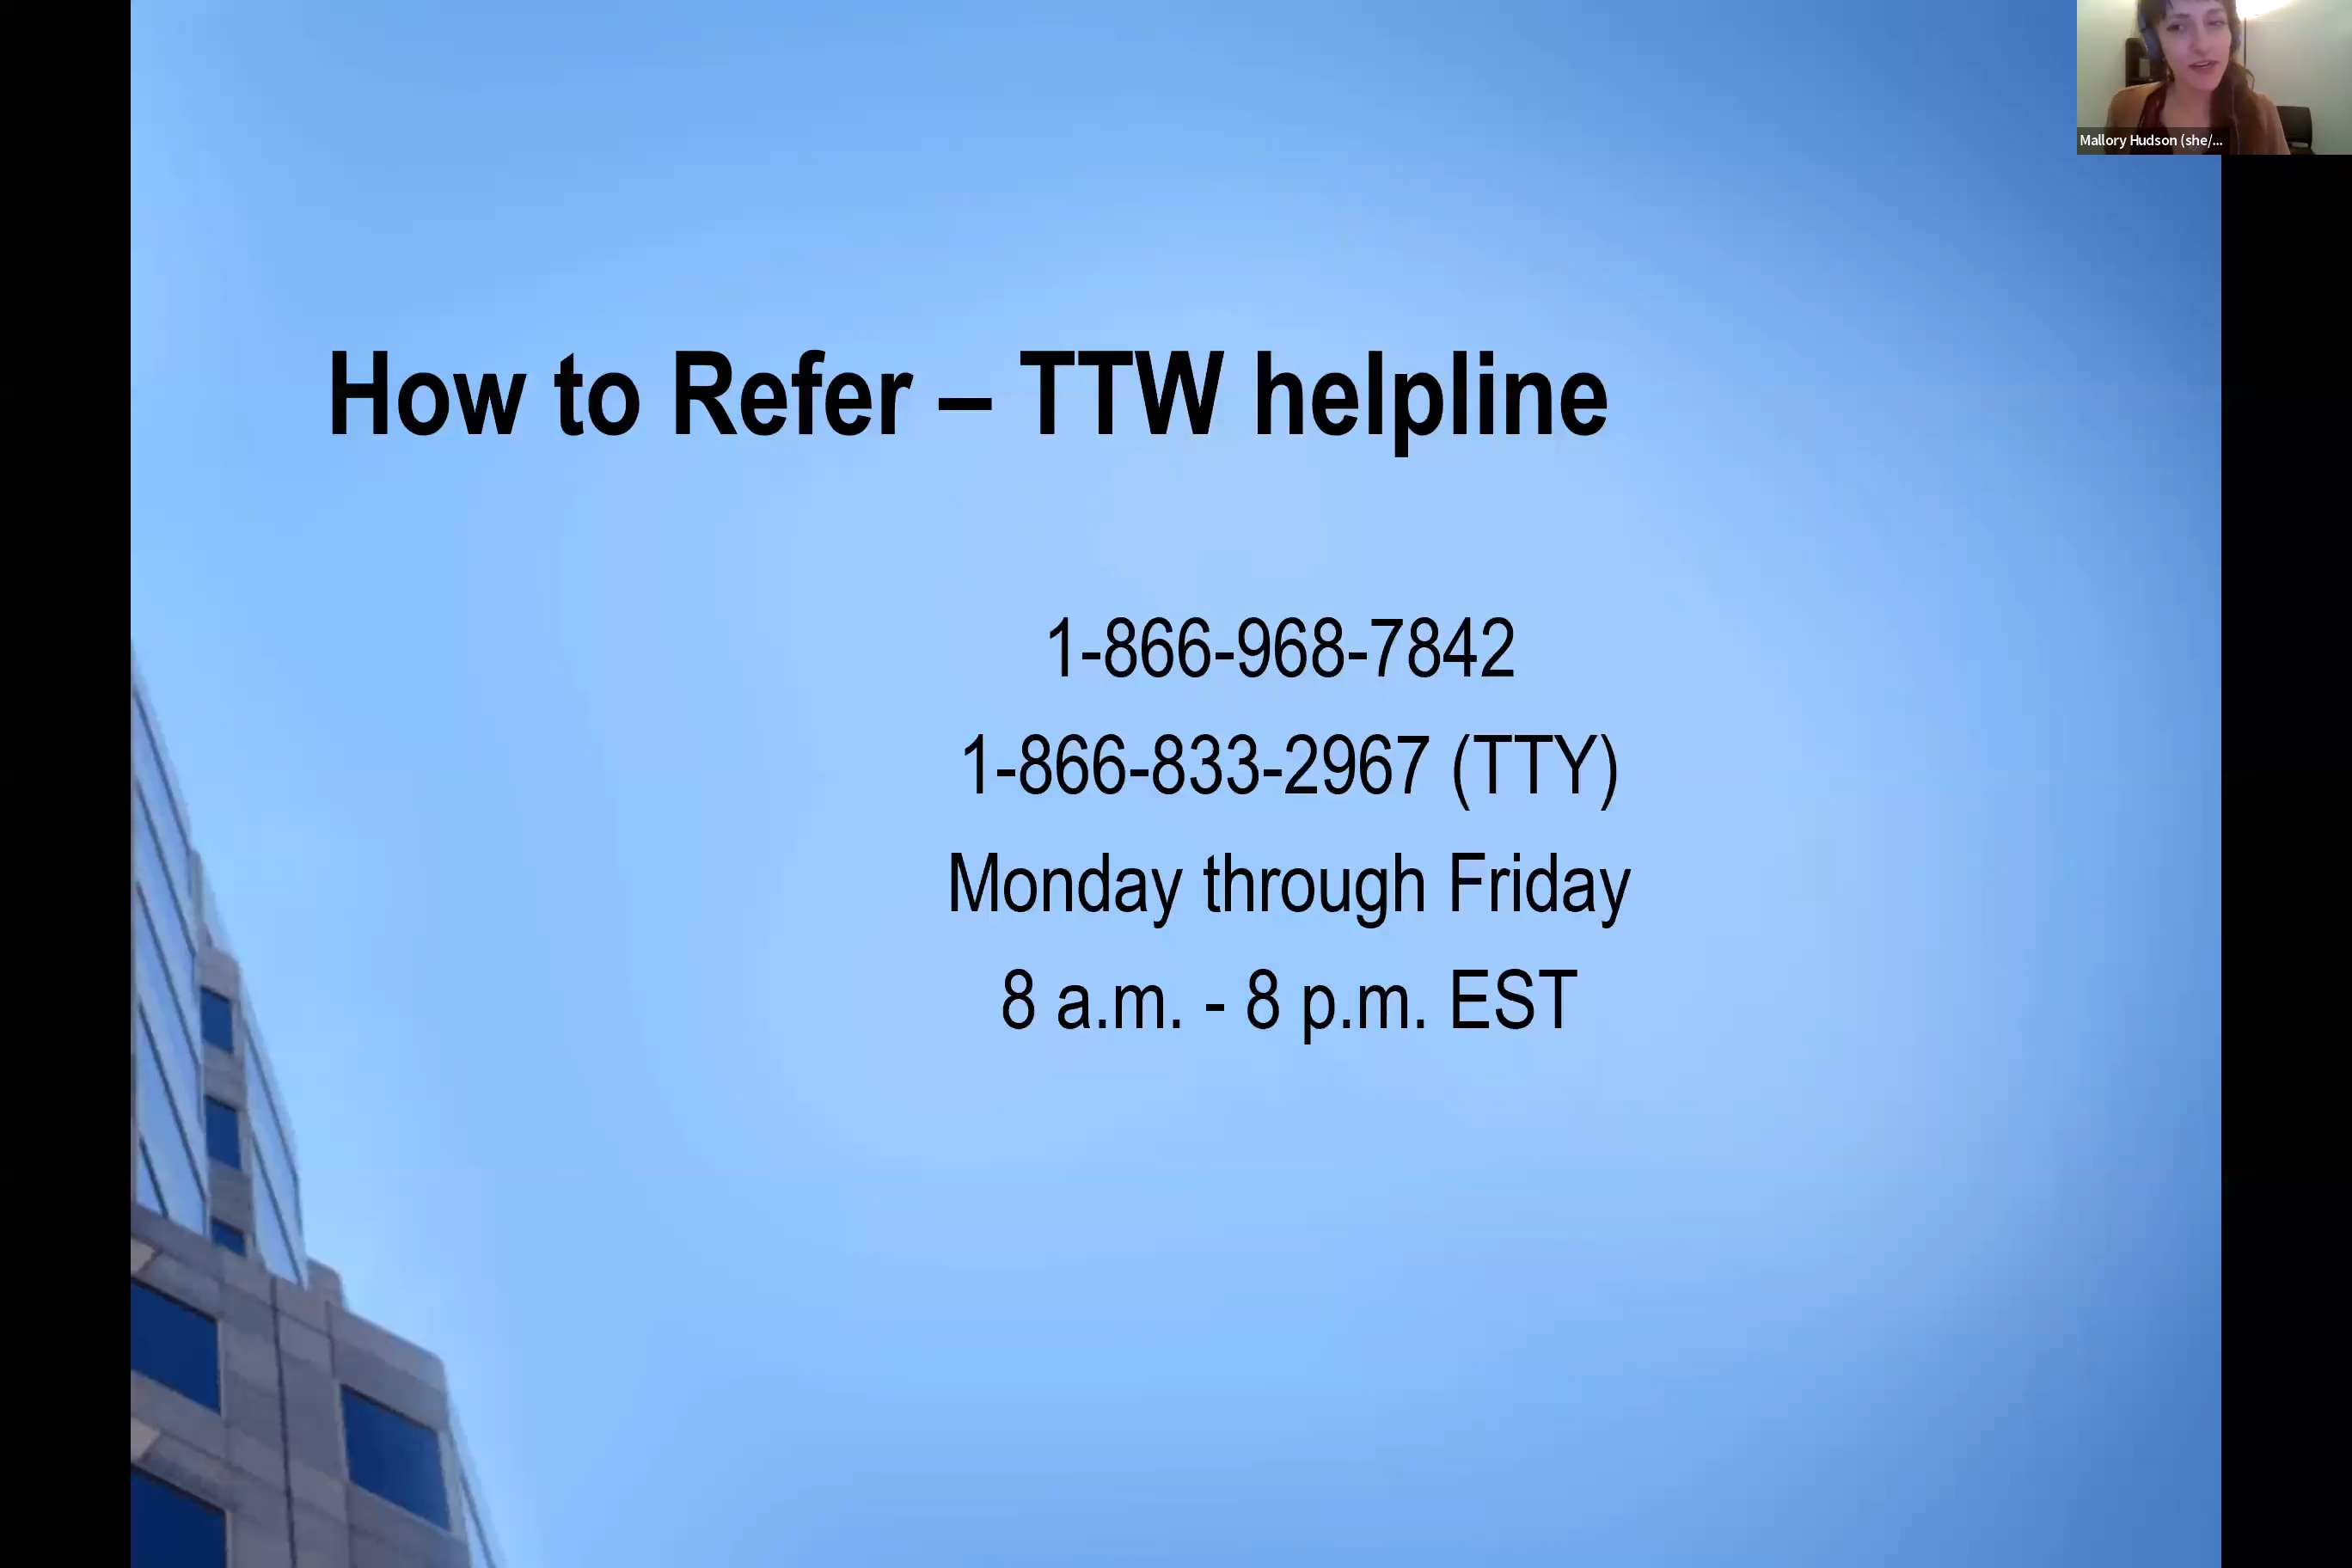 How to Refer – TTW helpline
1-866-968-7842
1-866-833-2967 (TTY)
Monday through Friday
8 a.m. - 8 p.m. EST
Mallory Hudson (she/...